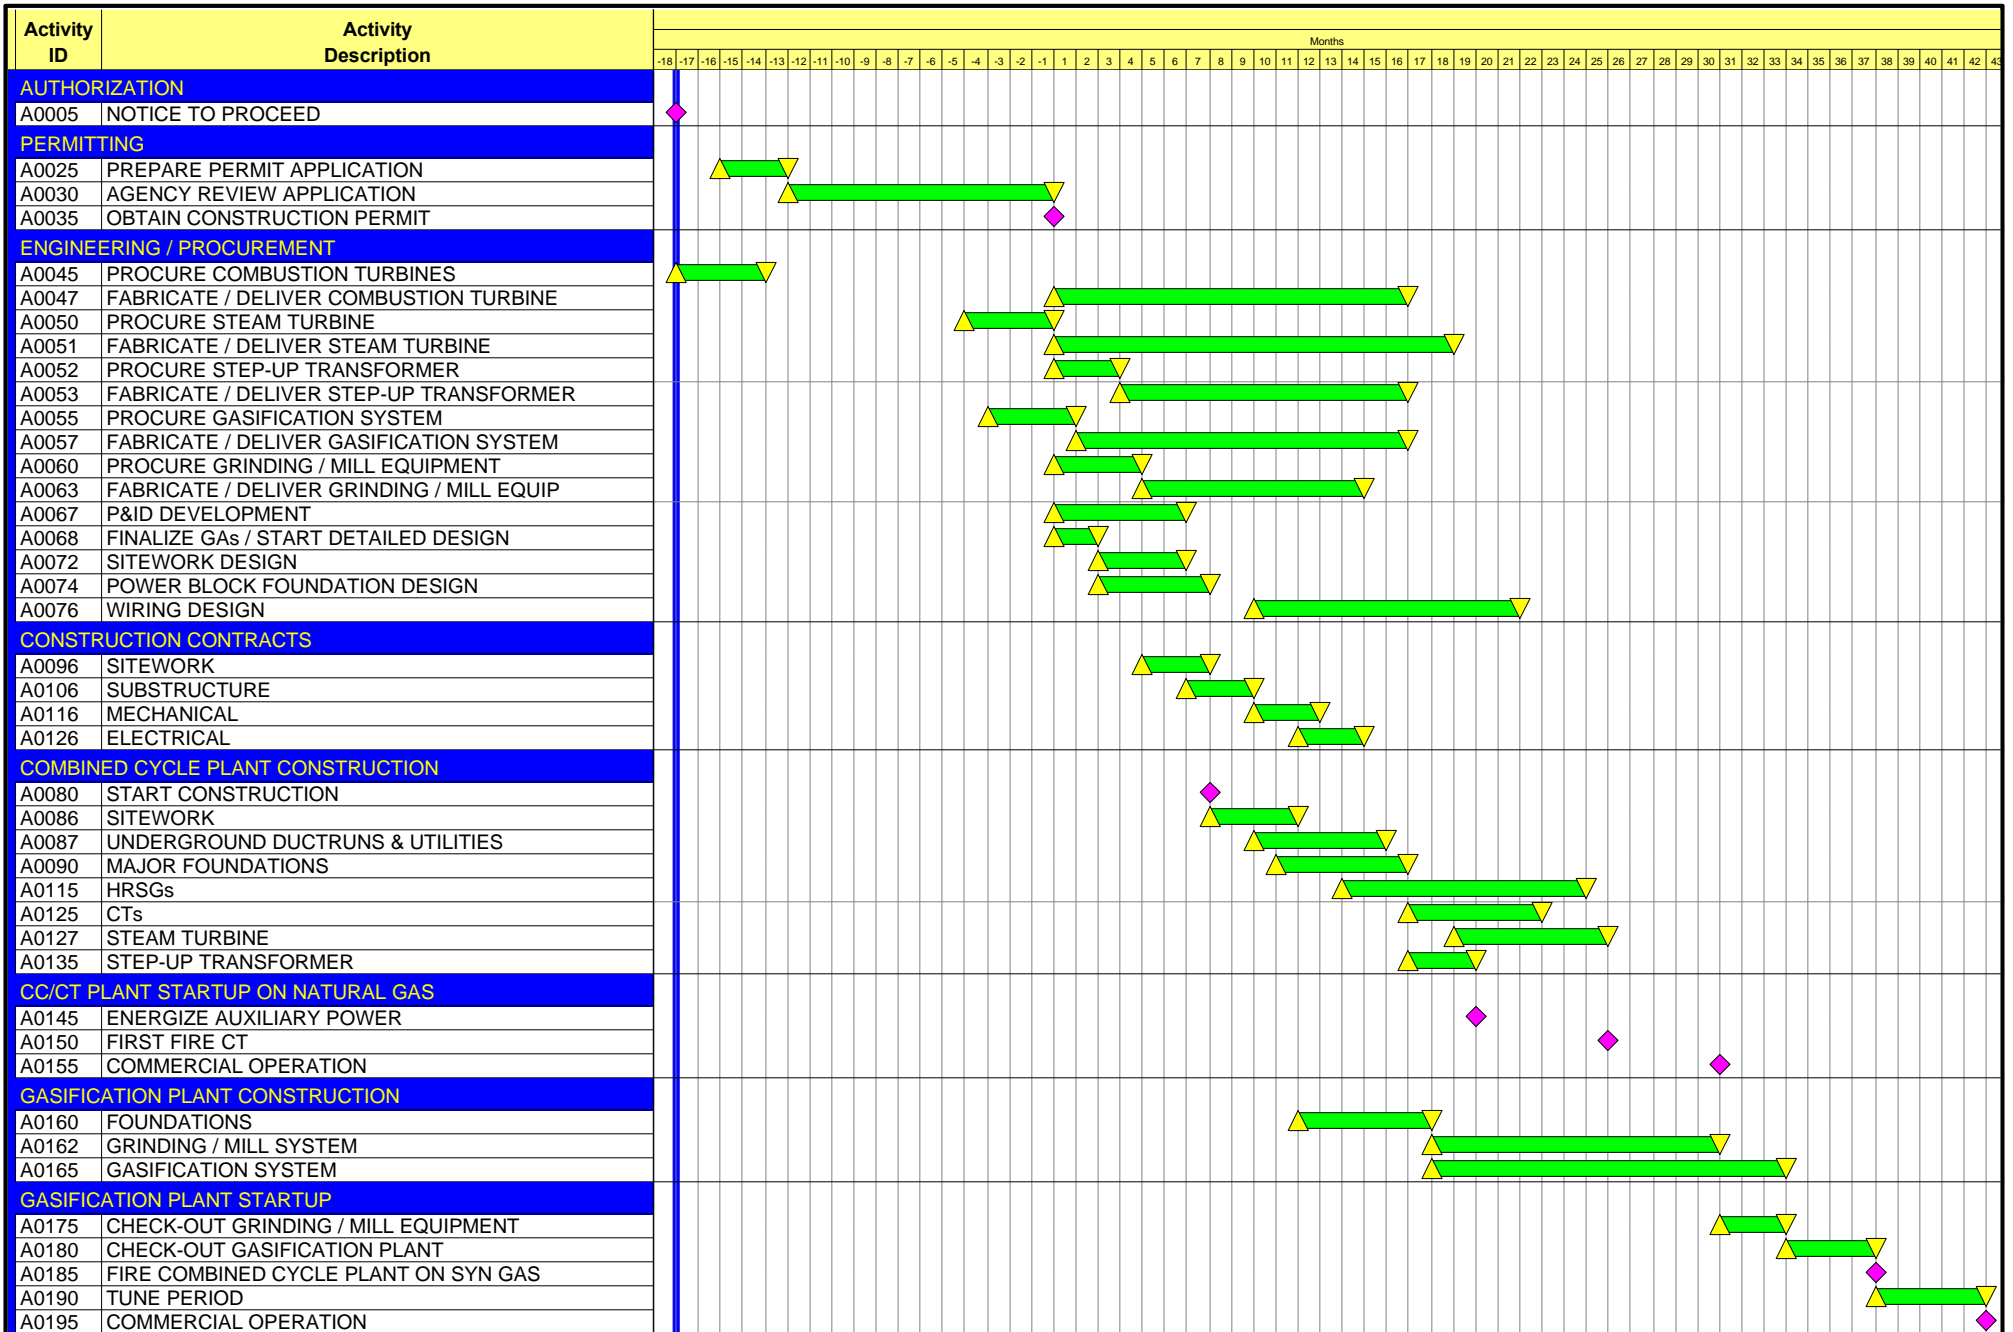 Activity ID Activity Description
Months
-18 -17 -16 -15 -14 -13 -12 -11 -10 -9 -8 -7 -6 -5 -4 -3 -2 -1 1 2 3 4 5 6 7 8 9 10 11 12 13 14 15 16 17 18 19 20 21 22 23 24 25 26 27 28 29 30 31 32 33 34 35 36 37 38 39 40 41 42 43
AUTHORIZATION
A0005 NOTICE TO PROCEED
PERMITTING
A0025 PREPARE PERMIT APPLICATION
A0030 AGENCY REVIEW APPLICATION
A0035 OBTAIN CONSTRUCTION PERMIT
ENGINEERING / PROCUREMENT
A0045 PROCURE COMBUSTION TURBINES
A0047 FABRICATE / DELIVER COMBUSTION TURBINE
A0050 PROCURE STEAM TURBINE
A0051 FABRICATE / DELIVER STEAM TURBINE
A0052 PROCURE STEP-UP TRANSFORMER
A0053 FABRICATE / DELIVER STEP-UP TRANSFORMER
A0055 PROCURE GASIFICATION SYSTEM
A0057 FABRICATE / DELIVER GASIFICATION SYSTEM
A0060 PROCURE GRINDING / MILL EQUIPMENT
A0063 FABRICATE / DELIVER GRINDING / MILL EQUIP
A0067 P&ID DEVELOPMENT
A0068 FINALIZE GAs / START DETAILED DESIGN
A0072 SITEWORK DESIGN
A0074 POWER BLOCK FOUNDATION DESIGN
A0076 WIRING DESIGN
CONSTRUCTION CONTRACTS
A0096 SITEWORK
A0106 SUBSTRUCTURE
A0116 MECHANICAL
A0126 ELECTRICAL
COMBINED CYCLE PLANT CONSTRUCTION
A0080 START CONSTRUCTION
A0086 SITEWORK
A0087 UNDERGROUND DUCTRUNS & UTILITIES
A0090 MAJOR FOUNDATIONS
A0115 HRSGs
A0125 CTs
A0127 STEAM TURBINE
A0135 STEP-UP TRANSFORMER
CC/CT PLANT STARTUP ON NATURAL GAS
A0145 ENERGIZE AUXILIARY POWER
A0150 FIRST FIRE CT
A0155 COMMERCIAL OPERATION
GASIFICATION PLANT CONSTRUCTION
A0160 FOUNDATIONS
A0162 GRINDING / MILL SYSTEM
A0165 GASIFICATION SYSTEM
GASIFICATION PLANT STARTUP
A0175 CHECK-OUT GRINDING / MILL EQUIPMENT
A0180 CHECK-OUT GASIFICATION PLANT
A0185 FIRE COMBINED CYCLE PLANT ON SYN GAS
A0190 TUNE PERIOD
A0195 COMMERCIAL OPERATION